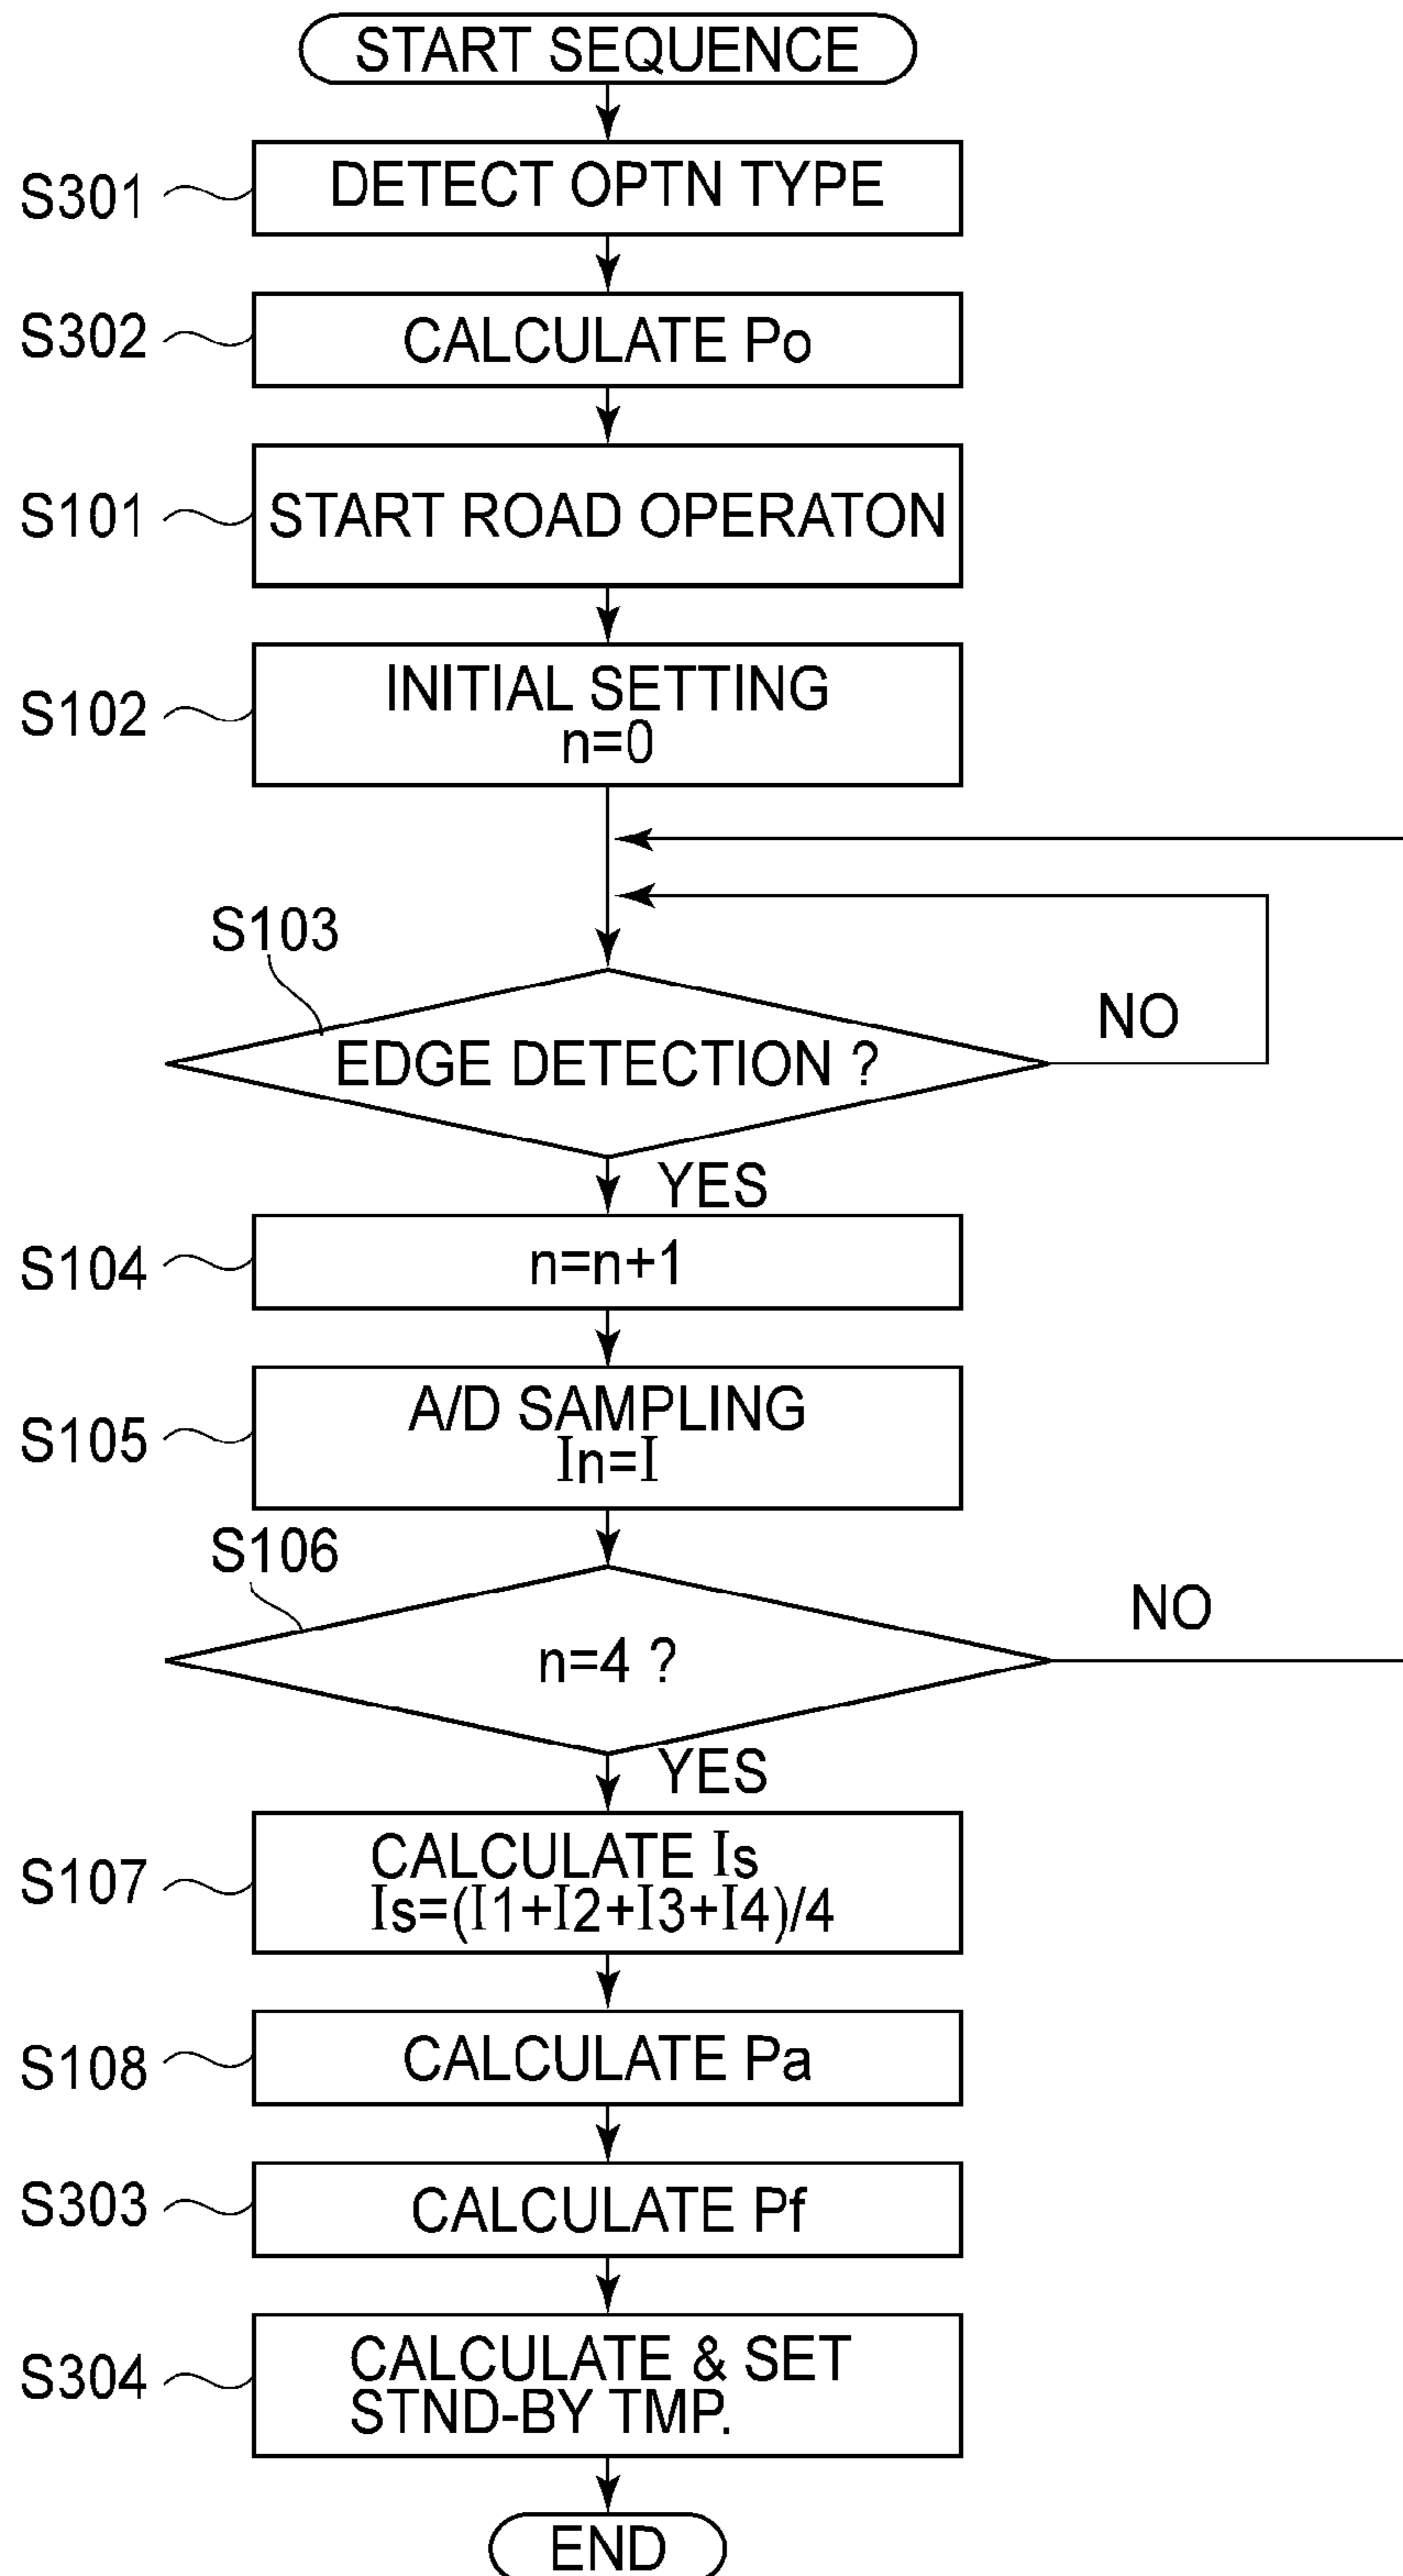 START SEQUENCE
S301
DETECT OPTN TYPE
S302
CALCULATE Po
S101
START ROAD OPERATON
S102
INITIAL SETTING
n=0
S103
EDGE DETECTION ?
NO
YES
S104
n=n+1
S105
A/D SAMPLING
In=I
S106
n=4 ?
NO
YES
S107
CALCULATE Is
Is=(I1+I2+I3+I4)/4
S108
CALCULATE Pa
S303
CALCULATE Pf
S304
CALCULATE & SET
STND-BY TMP.
END